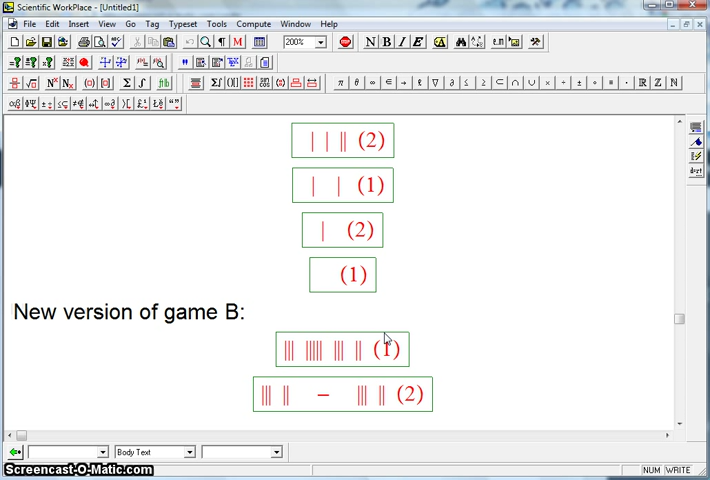 Scientific WorkPlace - [Untitled1]
File Edit Insert View Go Tag Typeset Tools Compute Window Help
200% N B I E
π θ ∞ ∈ → ℓ ∇ ∫ ⊂ ∩ ∪ × ± ∘ = · ℝ ℤ ℕ
| | || (2)
| | (1)
| (2)
(1)
New version of game B:
||| ||||| ||| || (1)
||| || − ||| || (2)
Body Text
Screencast-O-Matic.com NUM WRITE